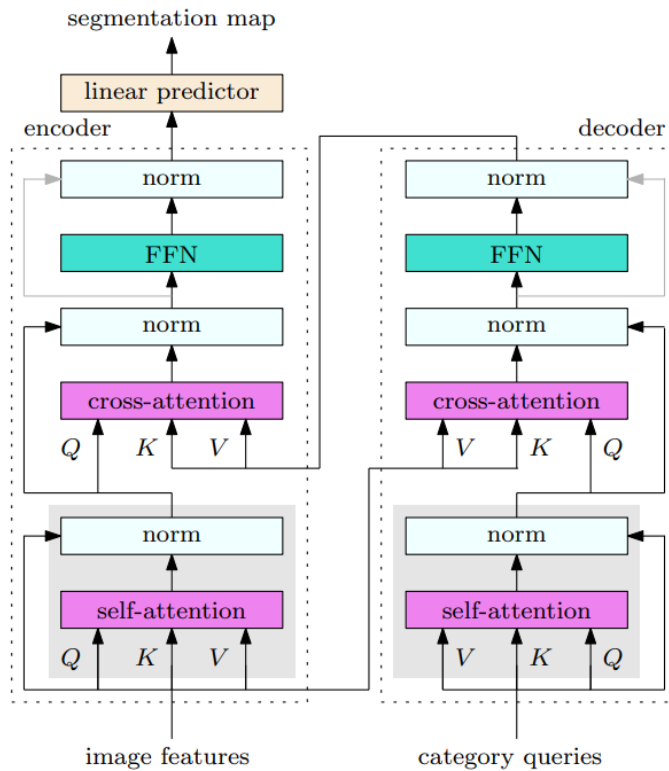 segmentation map
linear predictor
encoder
decoder
norm
norm
FFN
FFN
norm
norm
cross-attention
cross-attention
Q K V
V K Q
norm
norm
self-attention
self-attention
Q K V
V K Q
image features
category queries